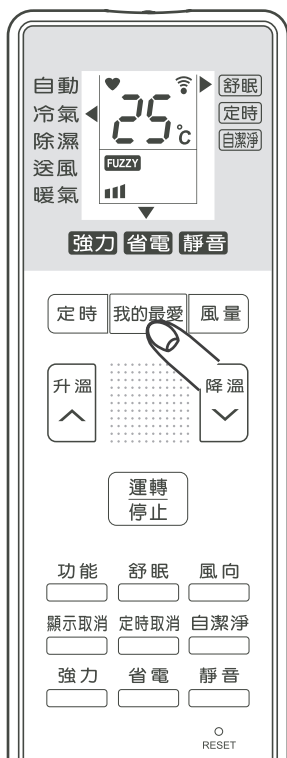 自動
冷氣
除濕
送風
暖氣
25℃
FUZZY
舒眠
定時
自潔淨
強力 省電 靜音
定時 我的最愛 風量
升溫 降溫
運轉
停止
功能 舒眠 風向
顯示取消 定時取消 自潔淨
強力 省電 靜音
RESET